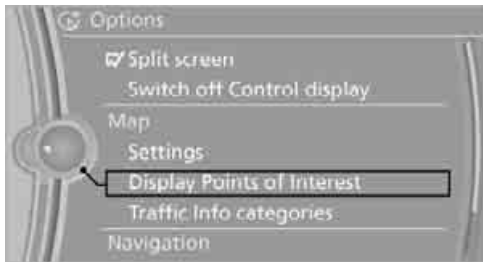 Options
Split screen
Switch off Control display
Map
Settings
Display Points of Interest
Traffic Info categories
Navigation